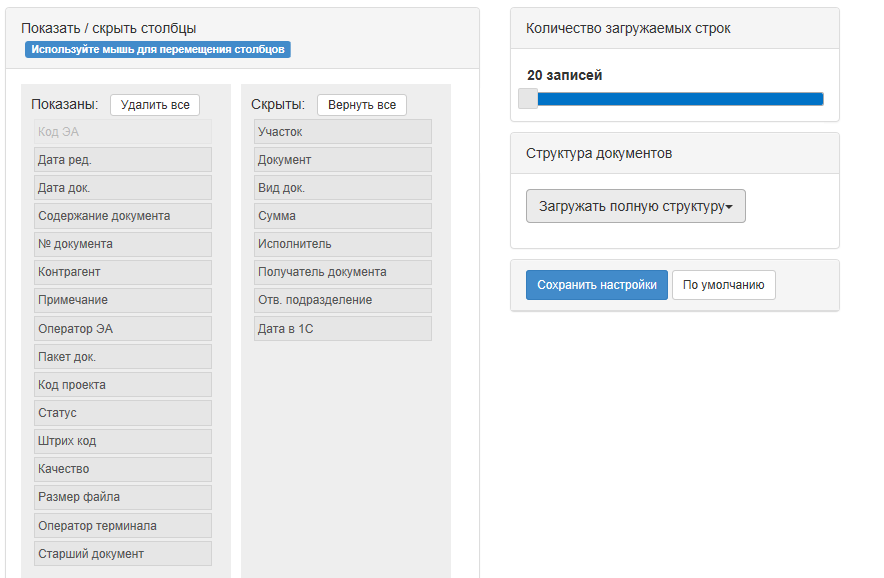 Показать / скрыть столбцы
Используйте мышь для перемещения столбцов
Показаны: Удалить все
Код ЭА
Дата ред.
Дата док.
Содержание документа
№ документа
Контрагент
Примечание
Оператор ЭА
Пакет док.
Код проекта
Статус
Штрих код
Качество
Размер файла
Оператор терминала
Старший документ
Скрыты: Вернуть все
Участок
Документ
Вид док.
Сумма
Исполнитель
Получатель документа
Отв. подразделение
Дата в 1С
Количество загружаемых строк
20 записей
Структура документов
Загружать полную структуру
Сохранить настройки По умолчанию